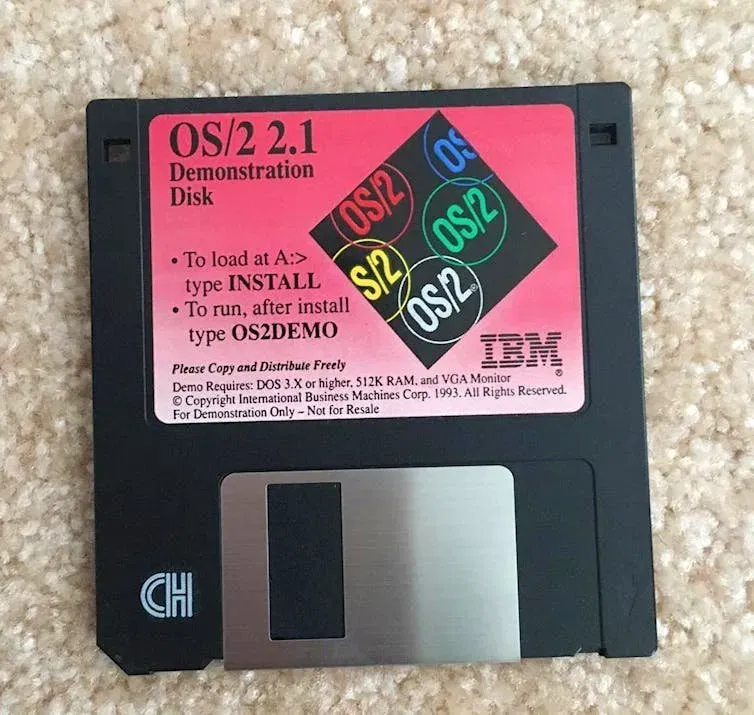 OS/2 2.1
Demonstration
Disk
• To load at A:>
type INSTALL
• To run, after install
type OS2DEMO
Please Copy and Distribute Freely
Demo Requires: DOS 3.X or higher, 512K RAM, and VGA Monitor
© Copyright International Business Machines Corp. 1993. All Rights Reserved.
For Demonstration Only – Not for Resale
OS
OS/2
OS/2
S/2
OS/2®
IBM®
HD